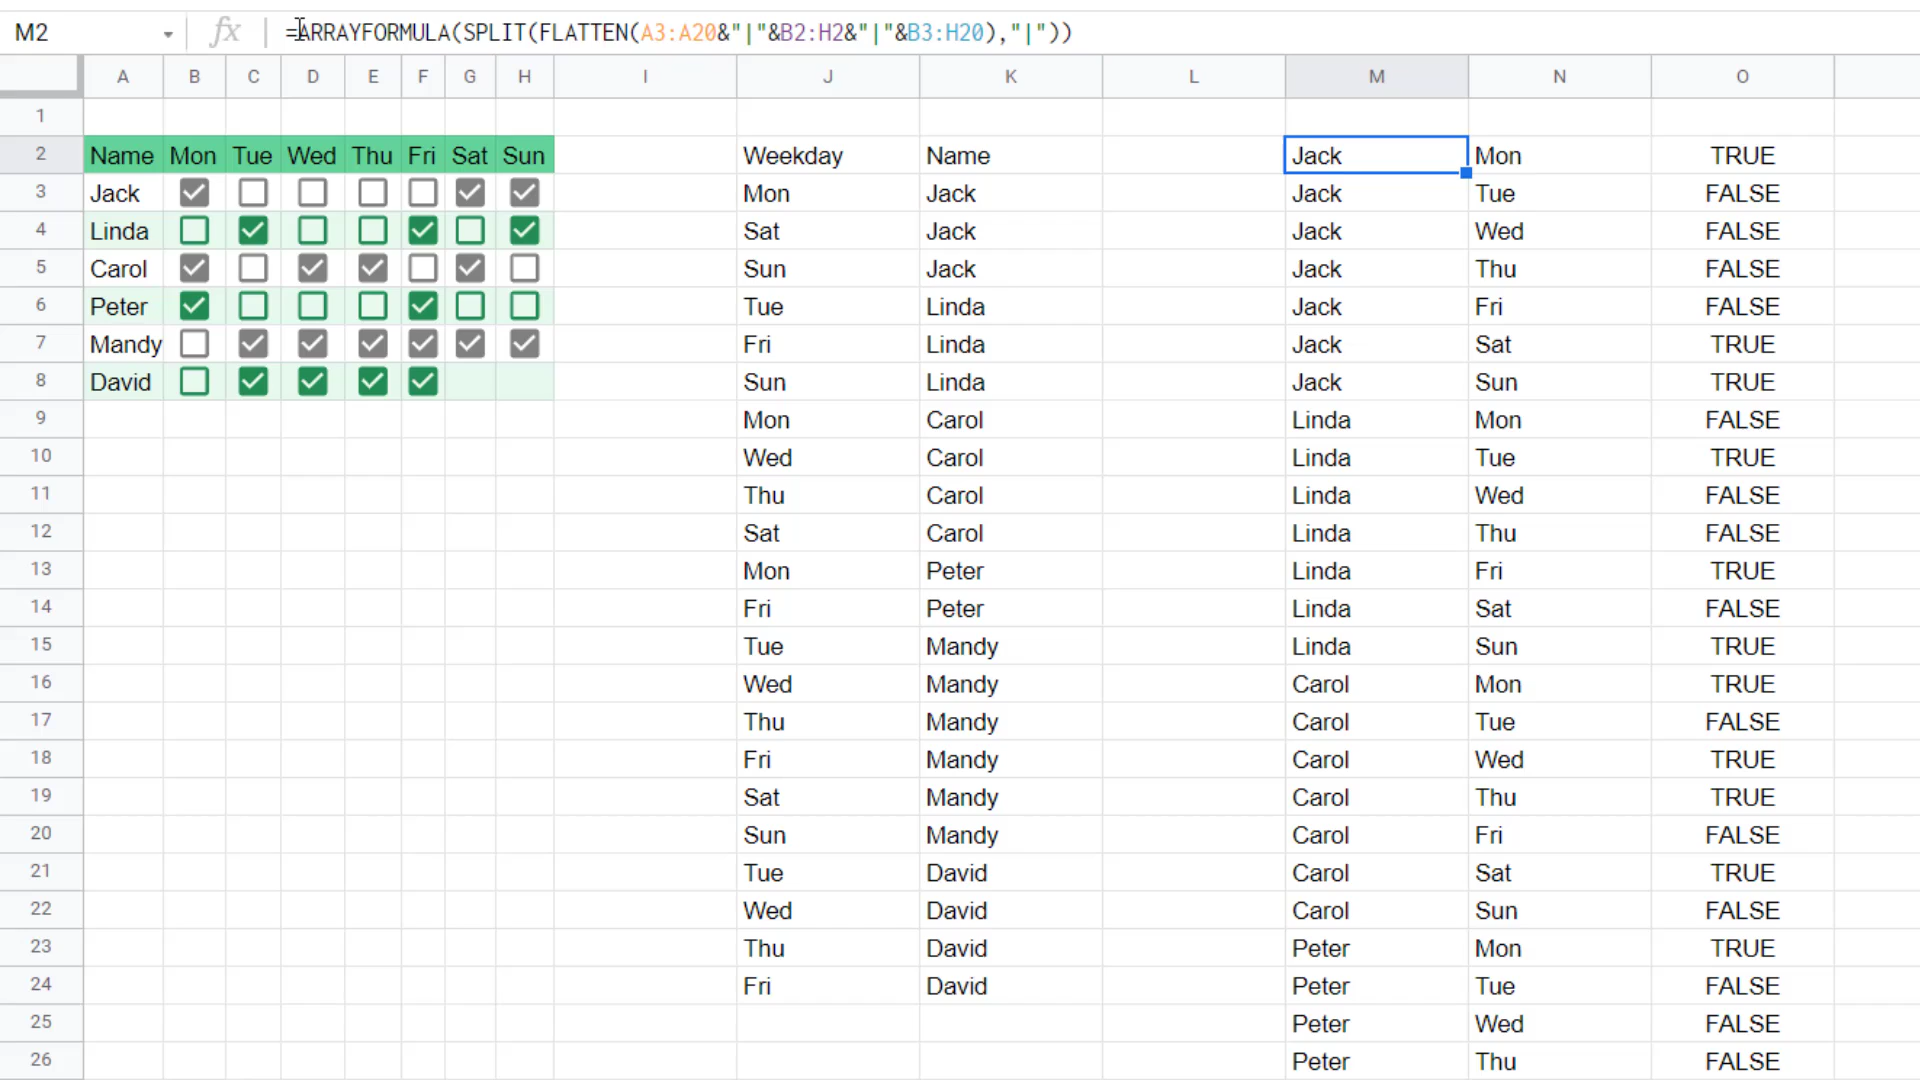 M2 fx =ARRAYFORMULA(SPLIT(FLATTEN(A3:A20&"|"&B2:H2&"|"&B3:H20),"|"))
A B C D E F G H I J K L M N O
1
2 Name Mon Tue Wed Thu Fri Sat Sun Weekday Name Jack Mon TRUE
3 Jack Mon Jack Jack Tue FALSE
4 Linda Sat Jack Jack Wed FALSE
5 Carol Sun Jack Jack Thu FALSE
6 Peter Tue Linda Jack Fri FALSE
7 Mandy Fri Linda Jack Sat TRUE
8 David Sun Linda Jack Sun TRUE
9 Mon Carol Linda Mon FALSE
10 Wed Carol Linda Tue TRUE
11 Thu Carol Linda Wed FALSE
12 Sat Carol Linda Thu FALSE
13 Mon Peter Linda Fri TRUE
14 Fri Peter Linda Sat FALSE
15 Tue Mandy Linda Sun TRUE
16 Wed Mandy Carol Mon TRUE
17 Thu Mandy Carol Tue FALSE
18 Fri Mandy Carol Wed TRUE
19 Sat Mandy Carol Thu TRUE
20 Sun Mandy Carol Fri FALSE
21 Tue David Carol Sat TRUE
22 Wed David Carol Sun FALSE
23 Thu David Peter Mon TRUE
24 Fri David Peter Tue FALSE
25 Peter Wed FALSE
26 Peter Thu FALSE